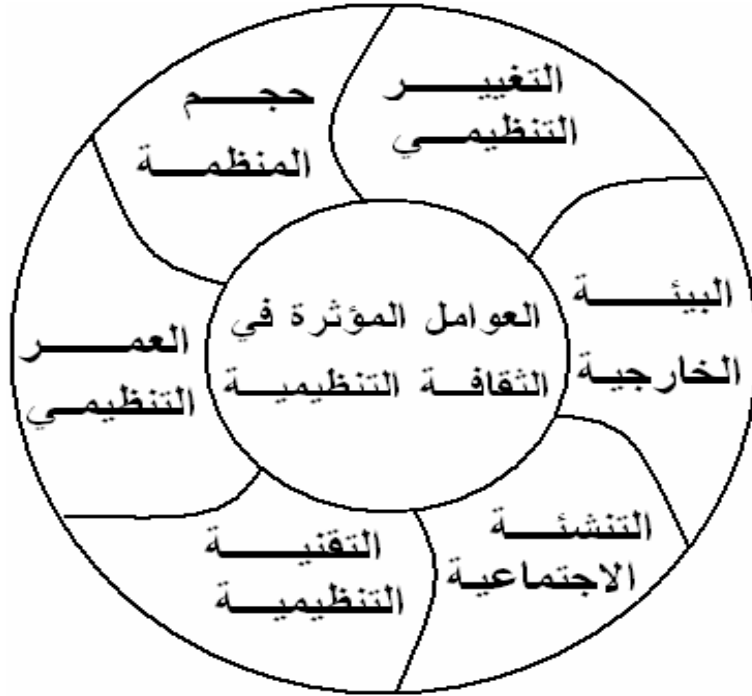 العوامل المؤثرة في
الثقافة التنظيمية
التغيير
التنظيمي
البيئة
الخارجية
التنشئة
الاجتماعية
التقنية
التنظيمية
العمر
التنظيمي
حجم
المنظمة